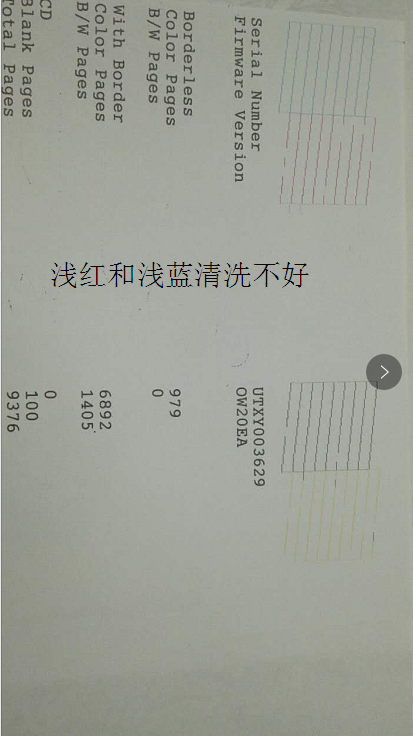 Serial Number UTXY003629
Firmware Version OW20EA
Borderless
Color Pages 979
B/W Pages 0
With Border
Color Pages 6892
B/W Pages 1405
CD 0
Blank Pages 100
Total Pages 9376
浅红和浅蓝清洗不好